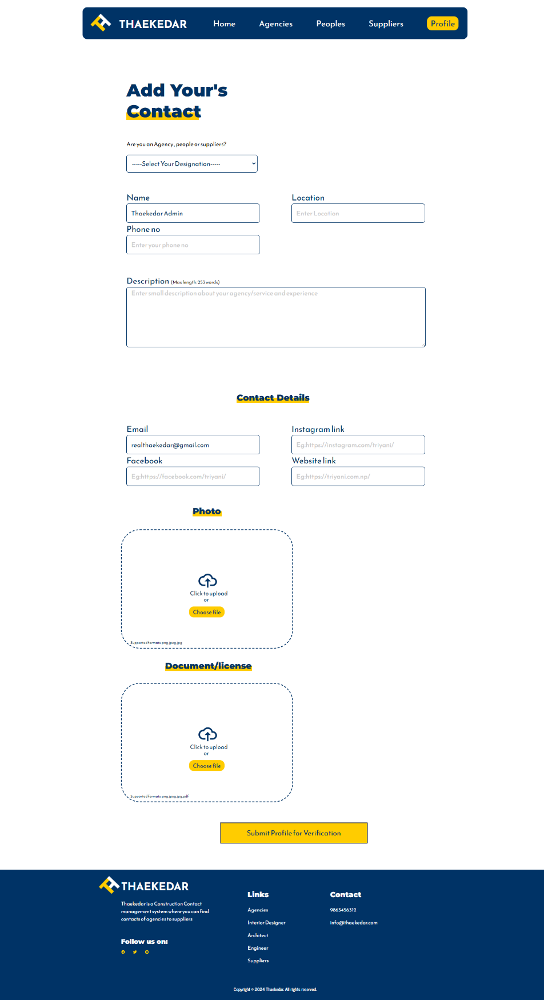 THAEKEDAR
Home
Agencies
Peoples
Suppliers
Profile
Add Your's
Contact
Are you an Agency , people or suppliers?
-----Select Your Designation-----
Name
Location
Thaekedar Admin
Enter Location
Phone no
Enter your phone no
Description (Max length: 253 words)
Enter small description about your agency/service and experience
Contact Details
Email
Instagram link
realthaekedar@gmail.com
Eg:https://instagram.com/triyani/
Facebook
Website link
Eg:https://facebook.com/triyani/
Eg:https://triyani.com.np/
Photo
Click to upload
or
Choose file
Supported formats:png,jpeg,jpg
Document/license
Click to upload
or
Choose file
Supported formats:png,jpeg,jpg,pdf
Submit Profile for Verification
THAEKEDAR
Thaekedar is a Construction Contact
management system where you can find
contacts of agencies to suppliers
Follow us on:
Links
Agencies
Interior Designer
Architect
Engineer
Suppliers
Contact
9863456312
info@thaekedar.com
Copyright © 2024 Thaekedar. All rights reserved.